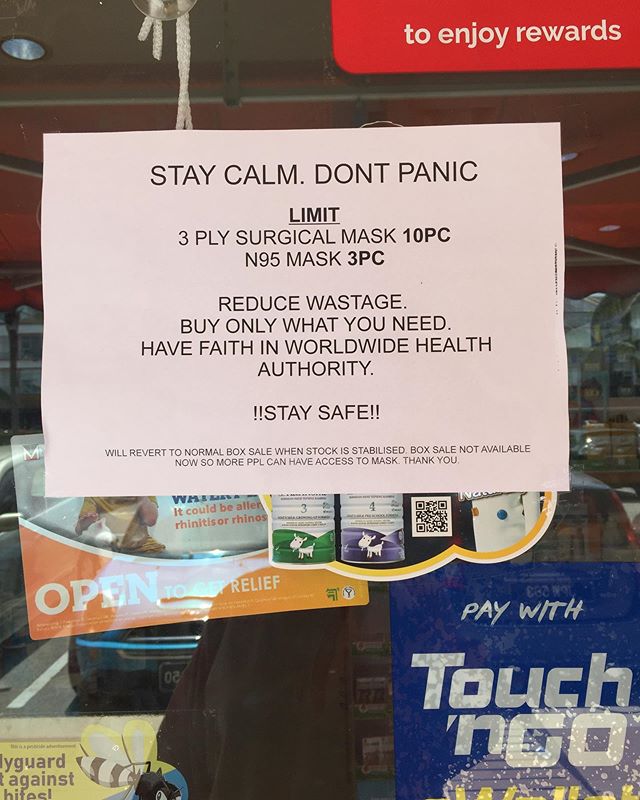 to enjoy rewards
STAY CALM. DONT PANIC
LIMIT
3 PLY SURGICAL MASK 10PC
N95 MASK 3PC
REDUCE WASTAGE.
BUY ONLY WHAT YOU NEED.
HAVE FAITH IN WORLDWIDE HEALTH
AUTHORITY.
!!STAY SAFE!!
WILL REVERT TO NORMAL BOX SALE WHEN STOCK IS STABILISED. BOX SALE NOT AVAILABLE
NOW SO MORE PPL CAN HAVE ACCESS TO MASK. THANK YOU.
It could be aller
rhinitis or rhinos
3
4
OPEN TO GET RELIEF
PAY WITH
Touch
'nGO
This is a pesticide advertisement
lyguard
t against
bites!